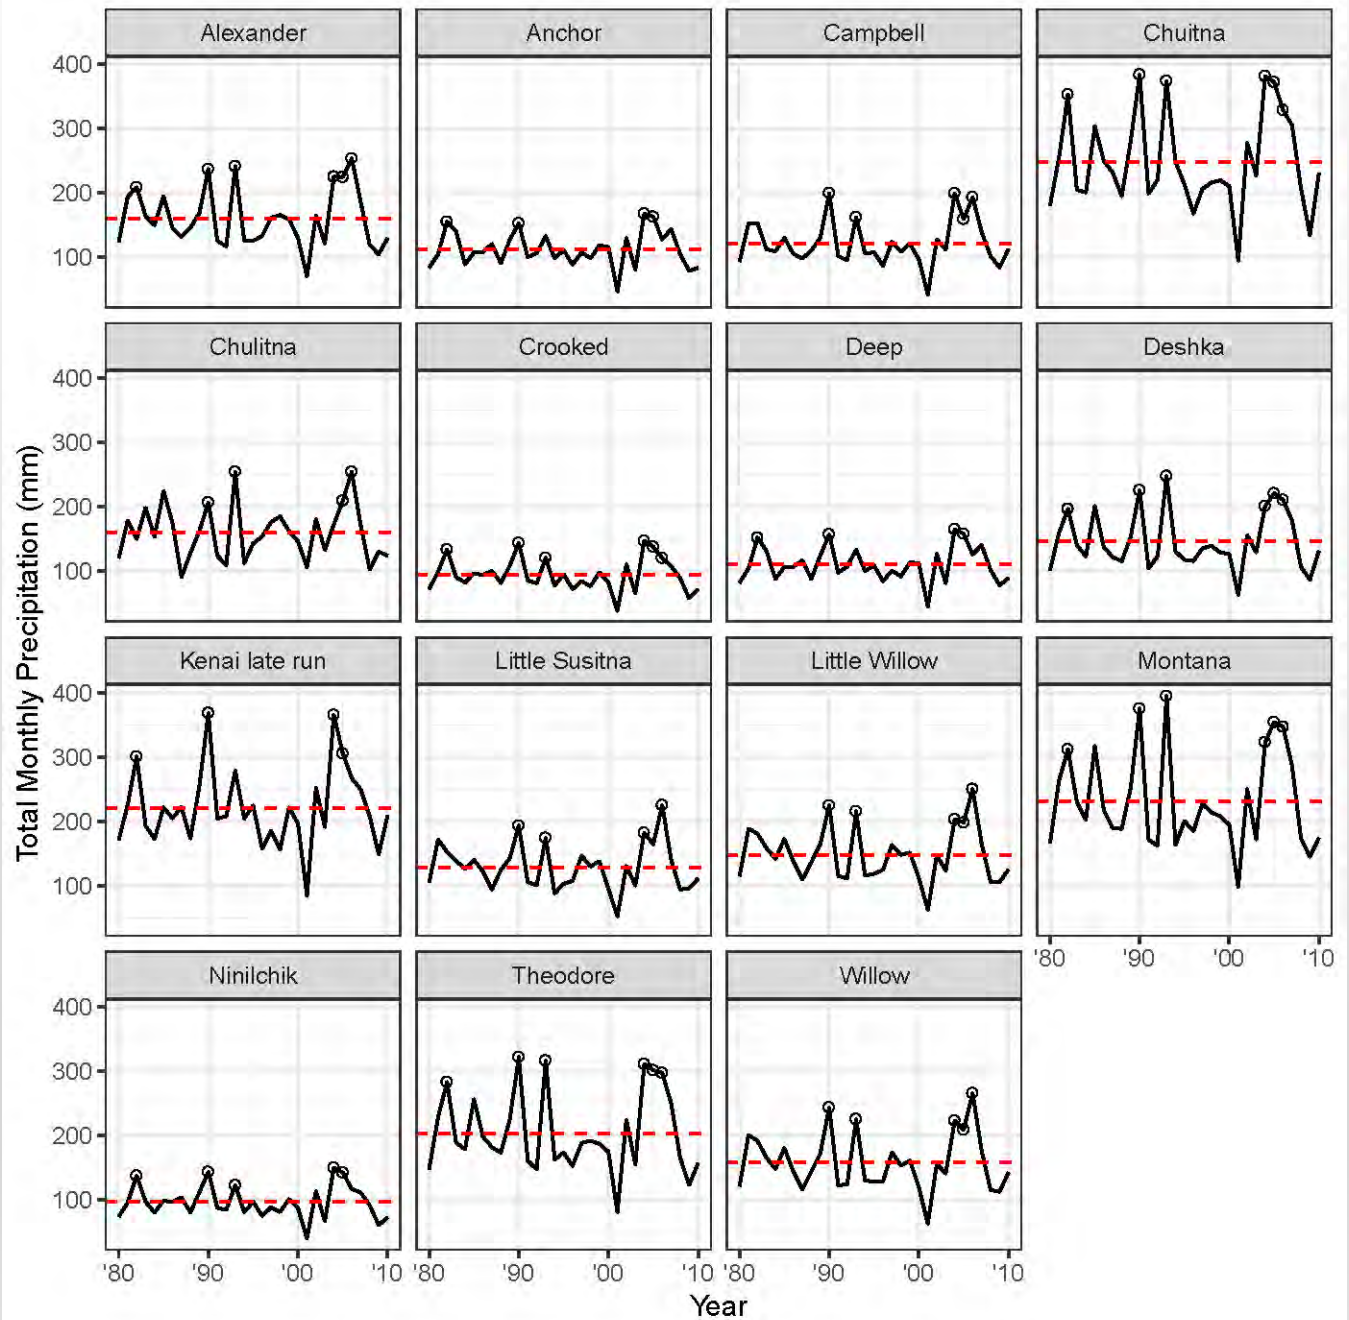 Alexander Anchor Campbell Chuitna
400
300
200
100
Chulitna Crooked Deep Deshka
400
300
200
100
Kenai late run Little Susitna Little Willow Montana
400
300
200
100
'80 '90 '00 '10
Ninilchik Theodore Willow
400
300
200
100
'80 '90 '00 '10 '80 '90 '00 '10 '80 '90 '00 '10
Total Monthly Precipitation (mm)
Year